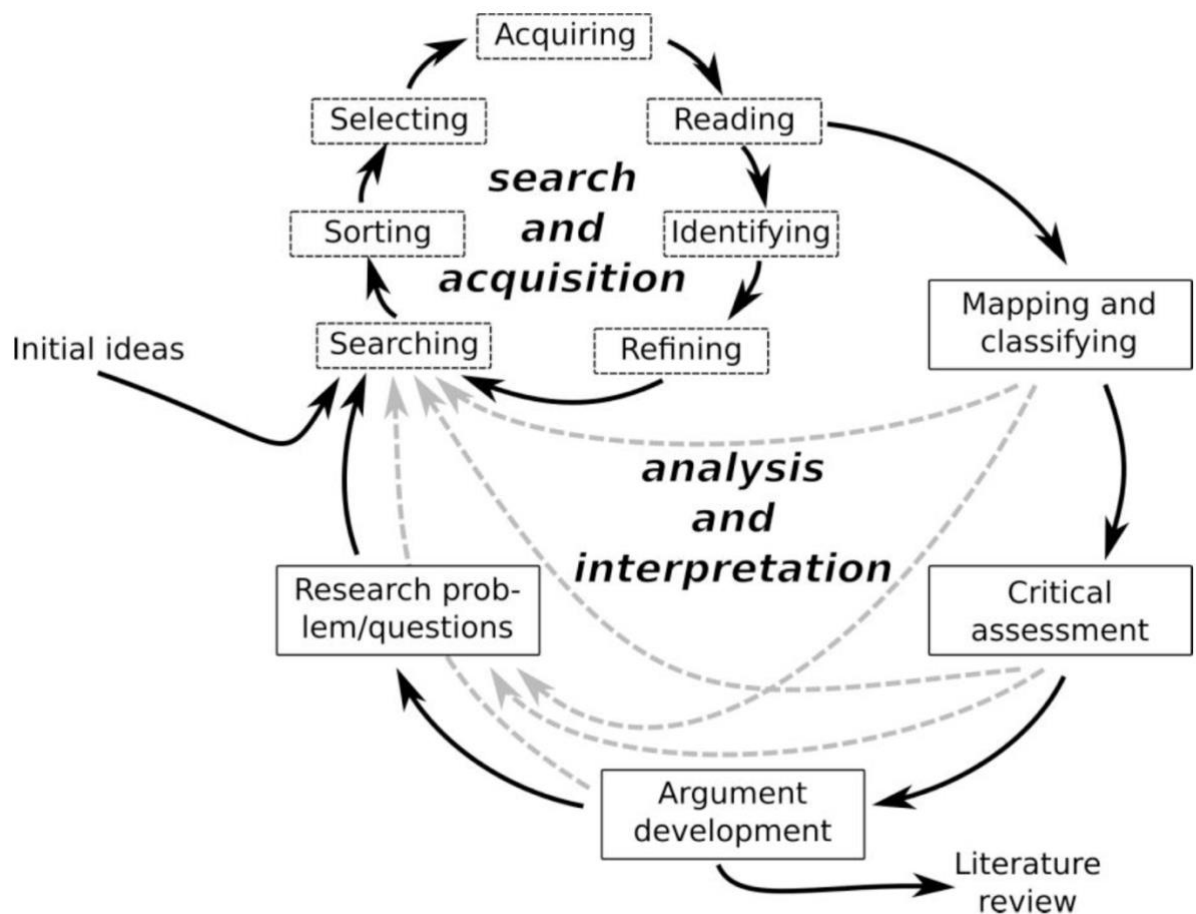 Acquiring
Selecting
Reading
search
and
acquisition
Sorting
Identifying
Initial ideas
Searching
Refining
Mapping and
classifying
analysis
and
interpretation
Research prob-
lem/questions
Critical
assessment
Argument
development
Literature
review